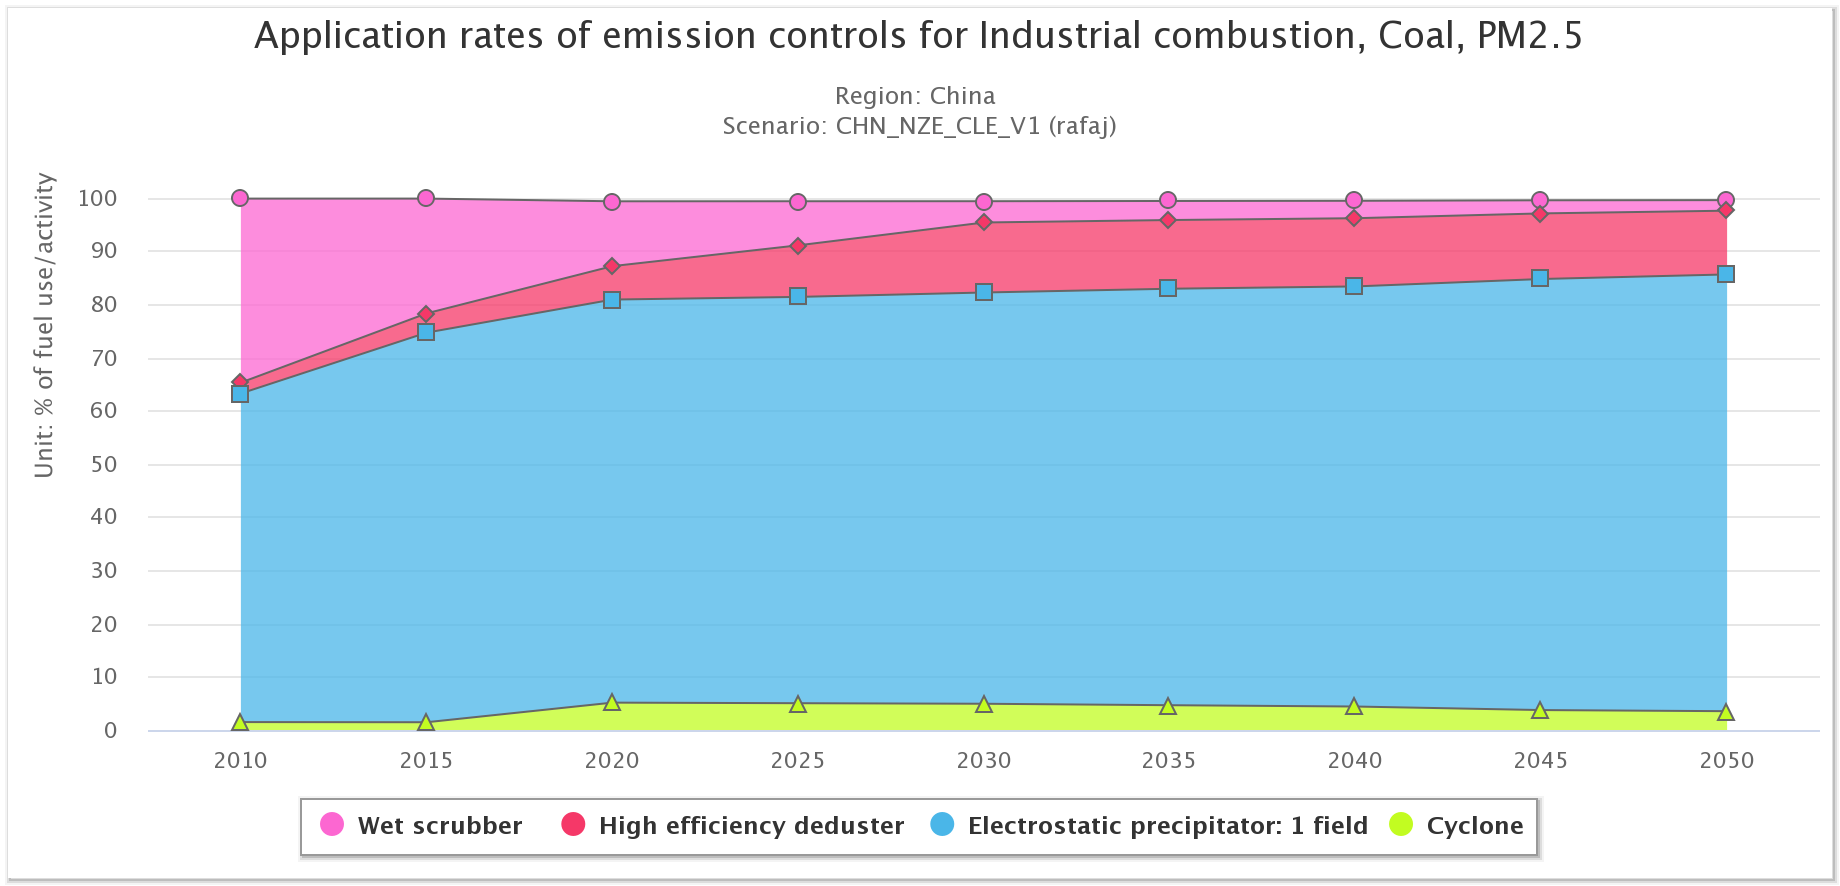 Application rates of emission controls for Industrial combustion, Coal, PM2.5
Region: China
Scenario: CHN_NZE_CLE_V1 (rafaj)
Unit: % of fuel use/activity
100
90
80
70
60
50
40
30
20
10
0
2010 2015 2020 2025 2030 2035 2040 2045 2050
Wet scrubber High efficiency deduster Electrostatic precipitator: 1 field Cyclone